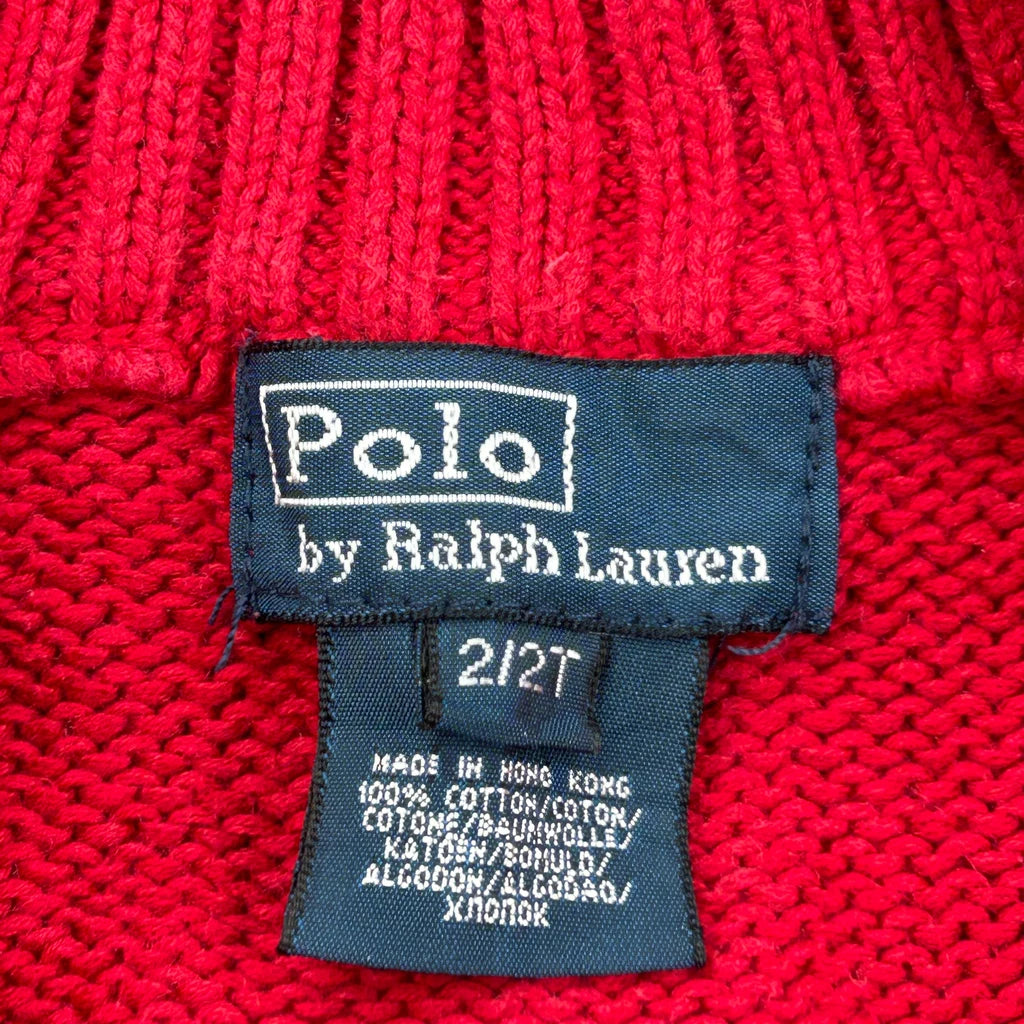 Polo
by Ralph Lauren
2/2T
MADE IN HONG KONG
100% COTTON/COTON/
COTONE/BAUMWOLLE/
KATOEN/BOMULD/
ALGODON/ALGODAO/
ХЛОПОК